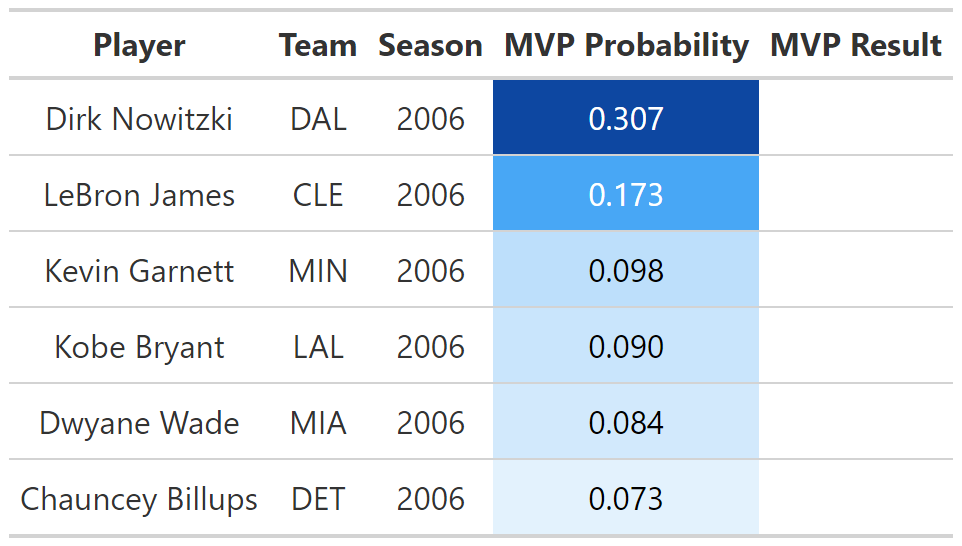 Player Team Season MVP Probability MVP Result
Dirk Nowitzki DAL 2006 0.307
LeBron James CLE 2006 0.173
Kevin Garnett MIN 2006 0.098
Kobe Bryant LAL 2006 0.090
Dwyane Wade MIA 2006 0.084
Chauncey Billups DET 2006 0.073